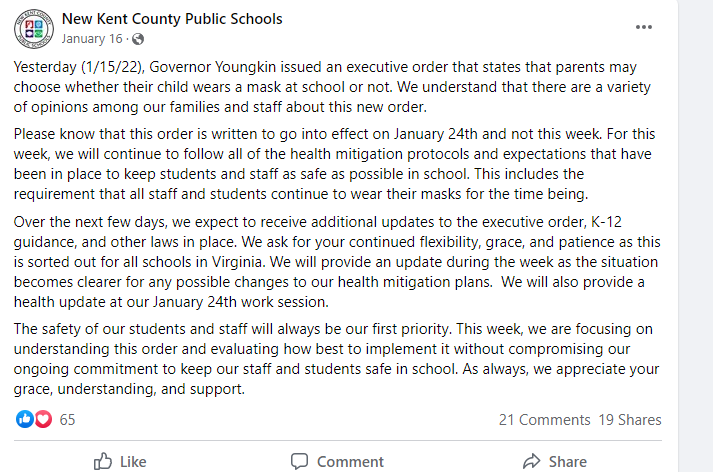 New Kent County Public Schools
January 16 ·
Yesterday (1/15/22), Governor Youngkin issued an executive order that states that parents may
choose whether their child wears a mask at school or not. We understand that there are a variety
of opinions among our families and staff about this new order.
Please know that this order is written to go into effect on January 24th and not this week. For this
week, we will continue to follow all of the health mitigation protocols and expectations that have
been in place to keep students and staff as safe as possible in school. This includes the
requirement that all staff and students continue to wear their masks for the time being.
Over the next few days, we expect to receive additional updates to the executive order, K-12
guidance, and other laws in place. We ask for your continued flexibility, grace, and patience as this
is sorted out for all schools in Virginia. We will provide an update during the week as the situation
becomes clearer for any possible changes to our health mitigation plans.  We will also provide a
health update at our January 24th work session.
The safety of our students and staff will always be our first priority. This week, we are focusing on
understanding this order and evaluating how best to implement it without compromising our
ongoing commitment to keep our staff and students safe in school. As always, we appreciate your
grace, understanding, and support.
65 21 Comments 19 Shares
Like Comment Share